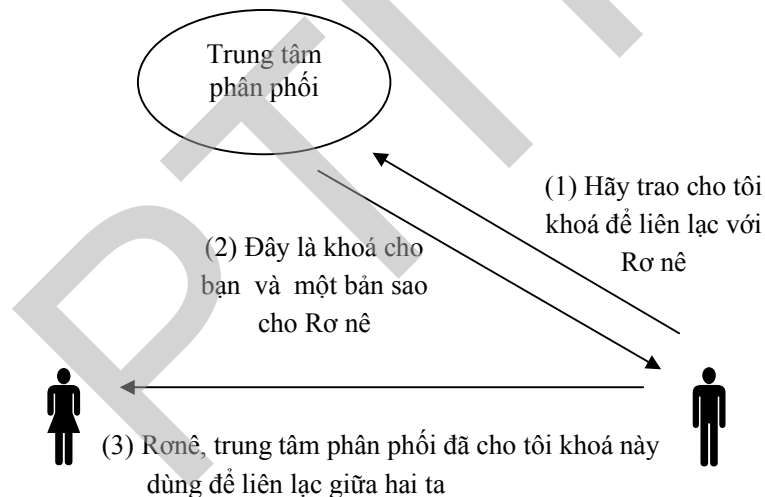 Trung tâm
phân phối
(1) Hãy trao cho tôi
khoá để liên lạc với
Rơ nê
(2) Đây là khoá cho
bạn và một bản sao
cho Rơ nê
(3) Rơnê, trung tâm phân phối đã cho tôi khoá này
dùng để liên lạc giữa hai ta